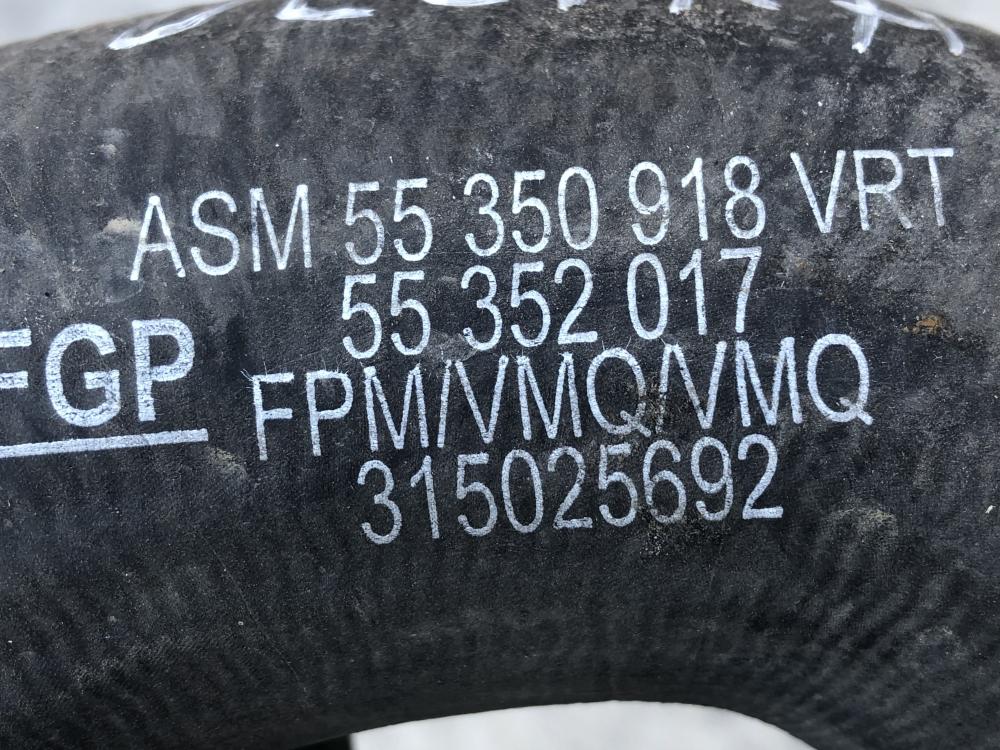 ASM 55 350 918 VRT
55 352 017
FGP
FPM/VMQ/VMQ
315025692